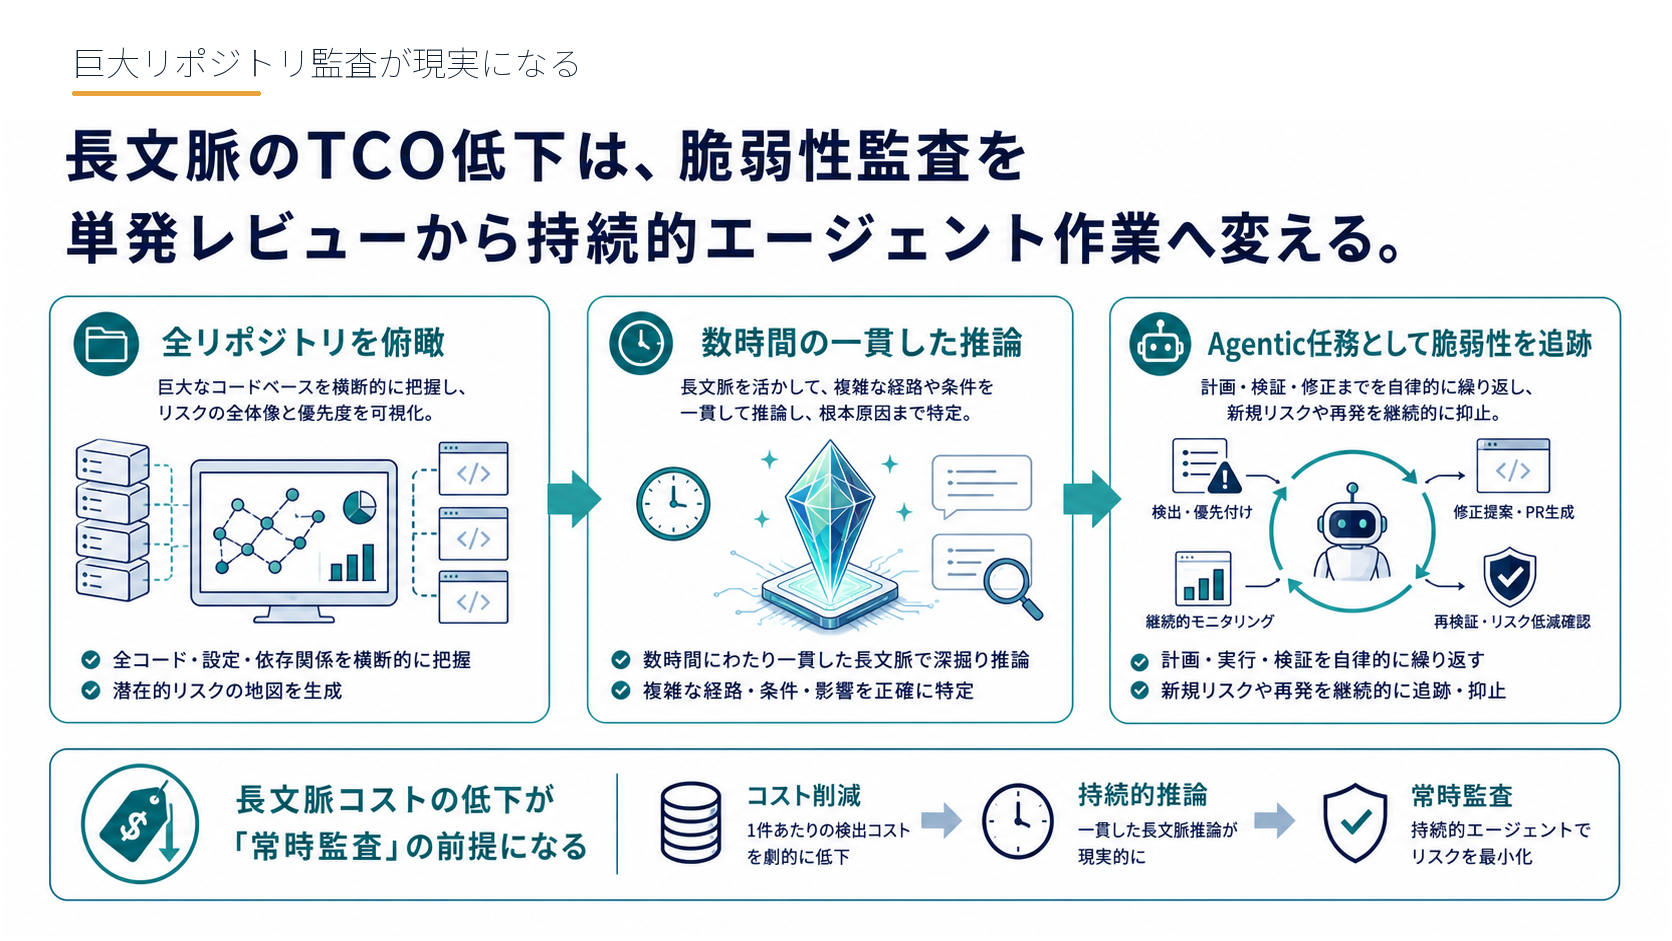 巨大リポジトリ監査が現実になる
長文脈のTCO低下は、脆弱性監査を
単発レビューから持続的エージェント作業へ変える。
全リポジトリを俯瞰
巨大なコードベースを横断的に把握し、
リスクの全体像と優先度を可視化。
</>
</>
</>
全コード・設定・依存関係を横断的に把握
潜在的リスクの地図を生成
数時間の一貫した推論
長文脈を活かして、複雑な経路や条件を
一貫して推論し、根本原因まで特定。
数時間にわたり一貫した長文脈で深掘り推論
複雑な経路・条件・影響を正確に特定
Agentic任務として脆弱性を追跡
計画・検証・修正までを自律的に繰り返し、
新規リスクや再発を継続的に抑止。
検出・優先付け
</>
修正提案・PR生成
継続的モニタリング
再検証・リスク低減確認
計画・実行・検証を自律的に繰り返す
新規リスクや再発を継続的に追跡・抑止
$
長文脈コストの低下が
「常時監査」の前提になる
コスト削減
1件あたりの検出コスト
を劇的に低下
持続的推論
一貫した長文脈推論が
現実的に
常時監査
持続的エージェントで
リスクを最小化